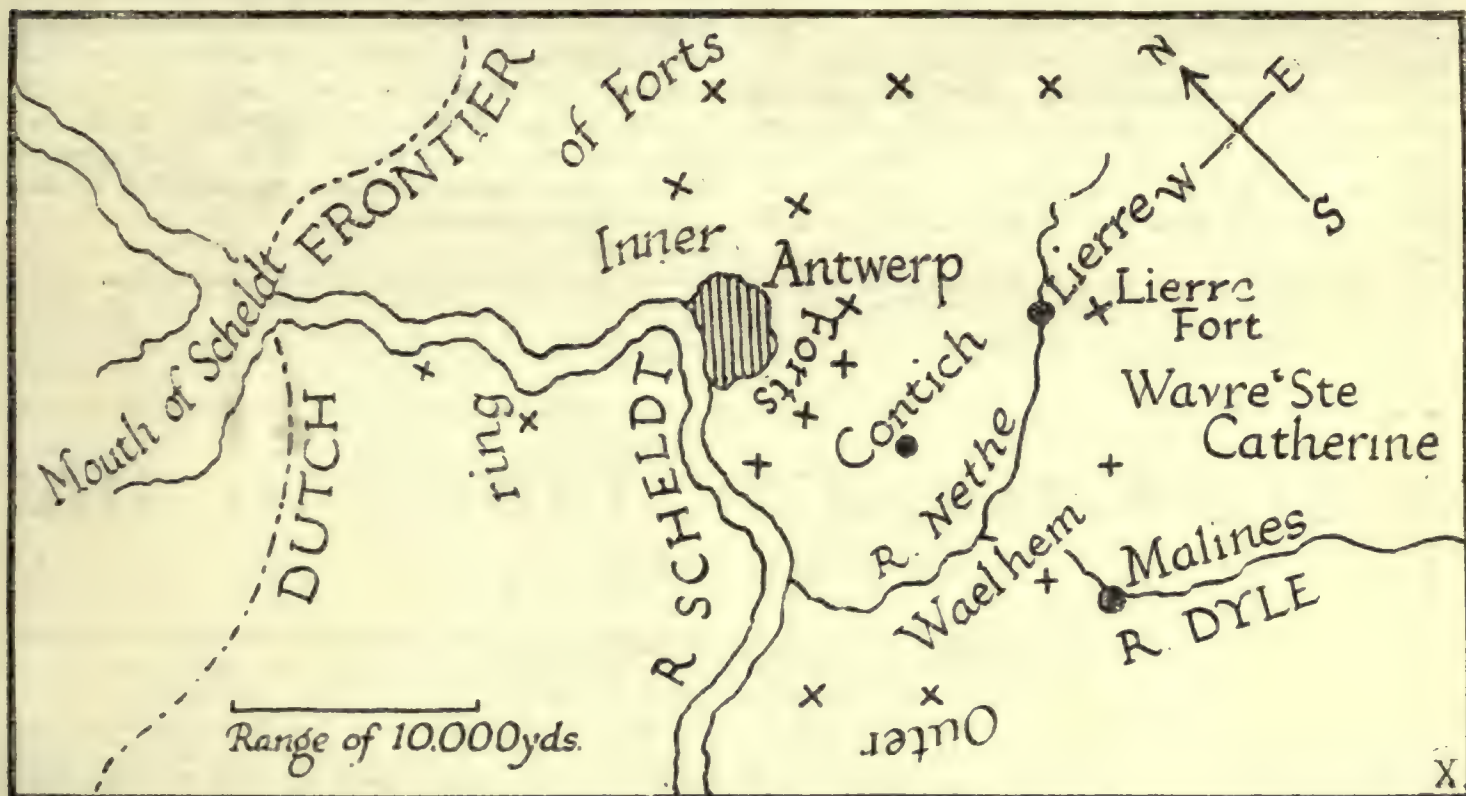 of Forts
N
E
W
S
FRONTIER
Inner
Antwerp
Forts
Lierre
Lierre
Fort
Mouth of Scheldt
Contich
Wavre Ste
Catherine
DUTCH
ring
R SCHELDT
R. Nethe
Waelhem
Malines
R. DYLE
Outer
Range of 10.000yds.
X.